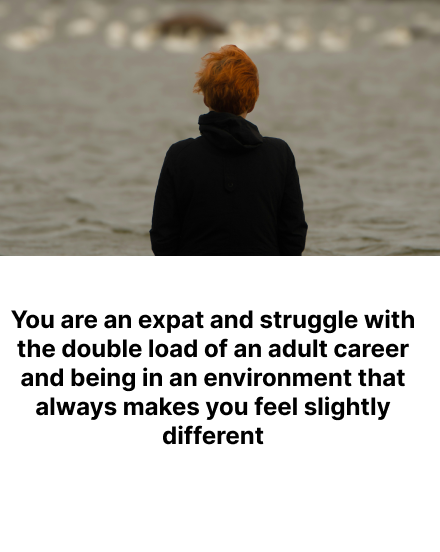 You are an expat and struggle with
the double load of an adult career
and being in an environment that
always makes you feel slightly
different